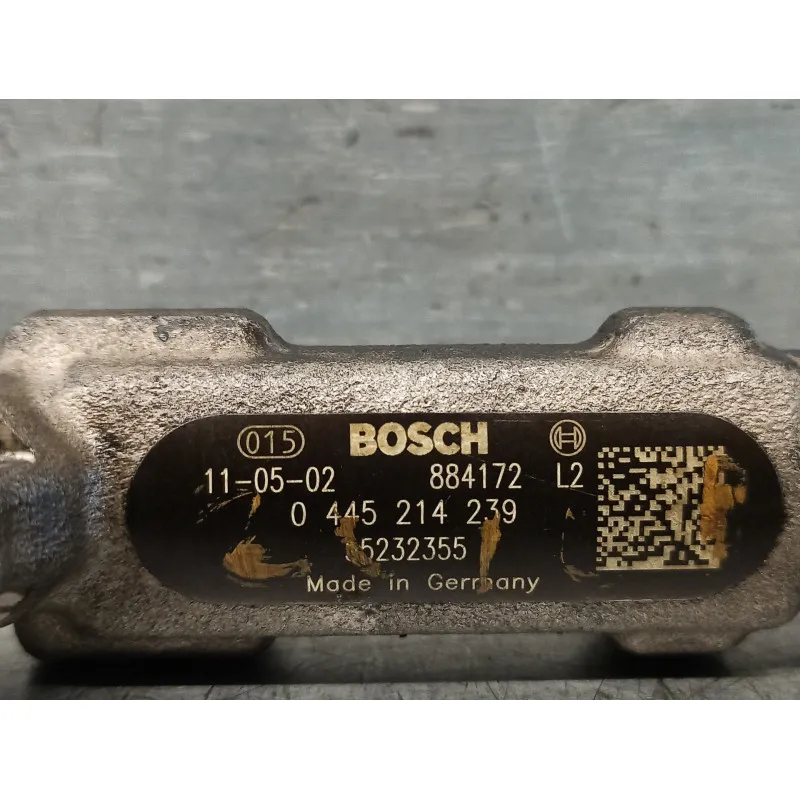 015 BOSCH
11-05-02 884172 L2
0 445 214 239
5232355
Made in Germany